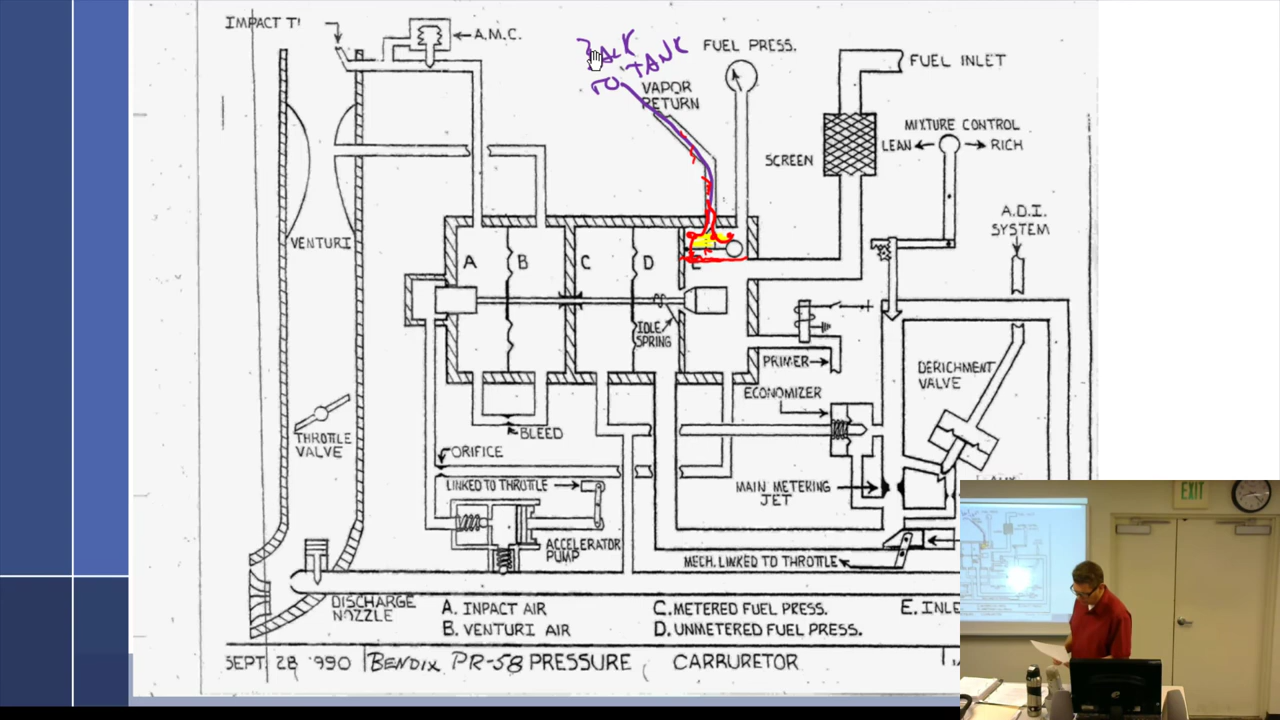 IMPACT T
A.M.C.
BACK
TO TANK
FUEL PRESS.
VAPOR
RETURN
FUEL INLET
SCREEN
MIXTURE CONTROL
LEAN
RICH
A.D.I.
SYSTEM
VENTURI
A
B
C
D
E
IDLE
SPRING
PRIMER
DERICHMENT
VALVE
ECONOMIZER
THROTTLE
VALVE
BLEED
ORIFICE
LINKED TO THROTTLE
MAIN METERING
JET
ACCELERATOR
PUMP
MECH. LINKED TO THROTTLE
DISCHARGE
NOZZLE
A. INPACT AIR
B. VENTURI AIR
C. METERED FUEL PRESS.
D. UNMETERED FUEL PRESS.
E. INLE
SEPT 28 990
BENDIX PR-58 PRESSURE CARRURETOR
EXIT